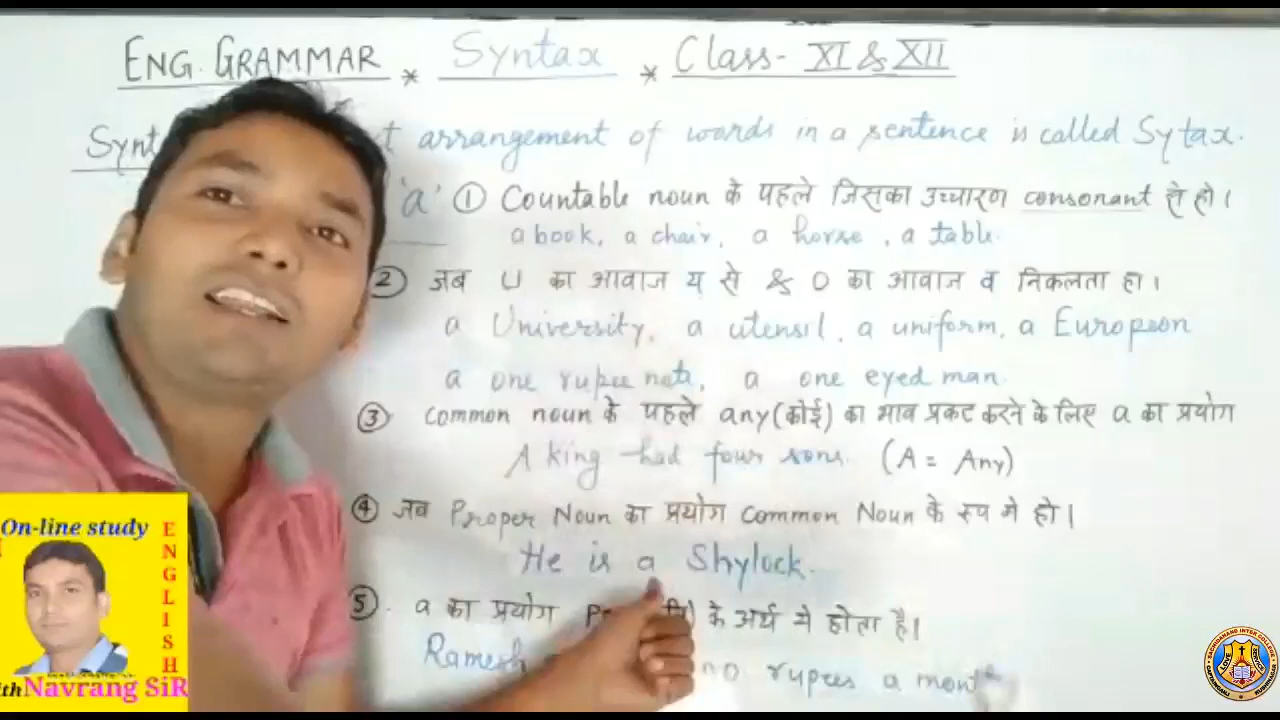 ENG. GRAMMAR * Syntax * Class- XI & XII
Synt t arrangement of words in a sentence is called Sytax.
'a' ① Countable noun के पहले जिसका उच्चारण consonant से हो।
a book, a chair, a horse, a table.
② जब U का आवाज य से & O का आवाज व निकलता हो।
a University, a utensil, a uniform, a European
a one rupee note, a one eyed man.
③ Common noun के पहले any (कोई) का भाव प्रकट करने के लिए a का प्रयोग
A king had four sons. (A = Any)
④ जब Proper Noun का प्रयोग Common Noun के रूप मे हो।
He is a Shylock.
⑤. a का प्रयोग के अर्थ मे होता है।
Ramesh rupees a month
On-line study
ENGLISH
Navrang SiR